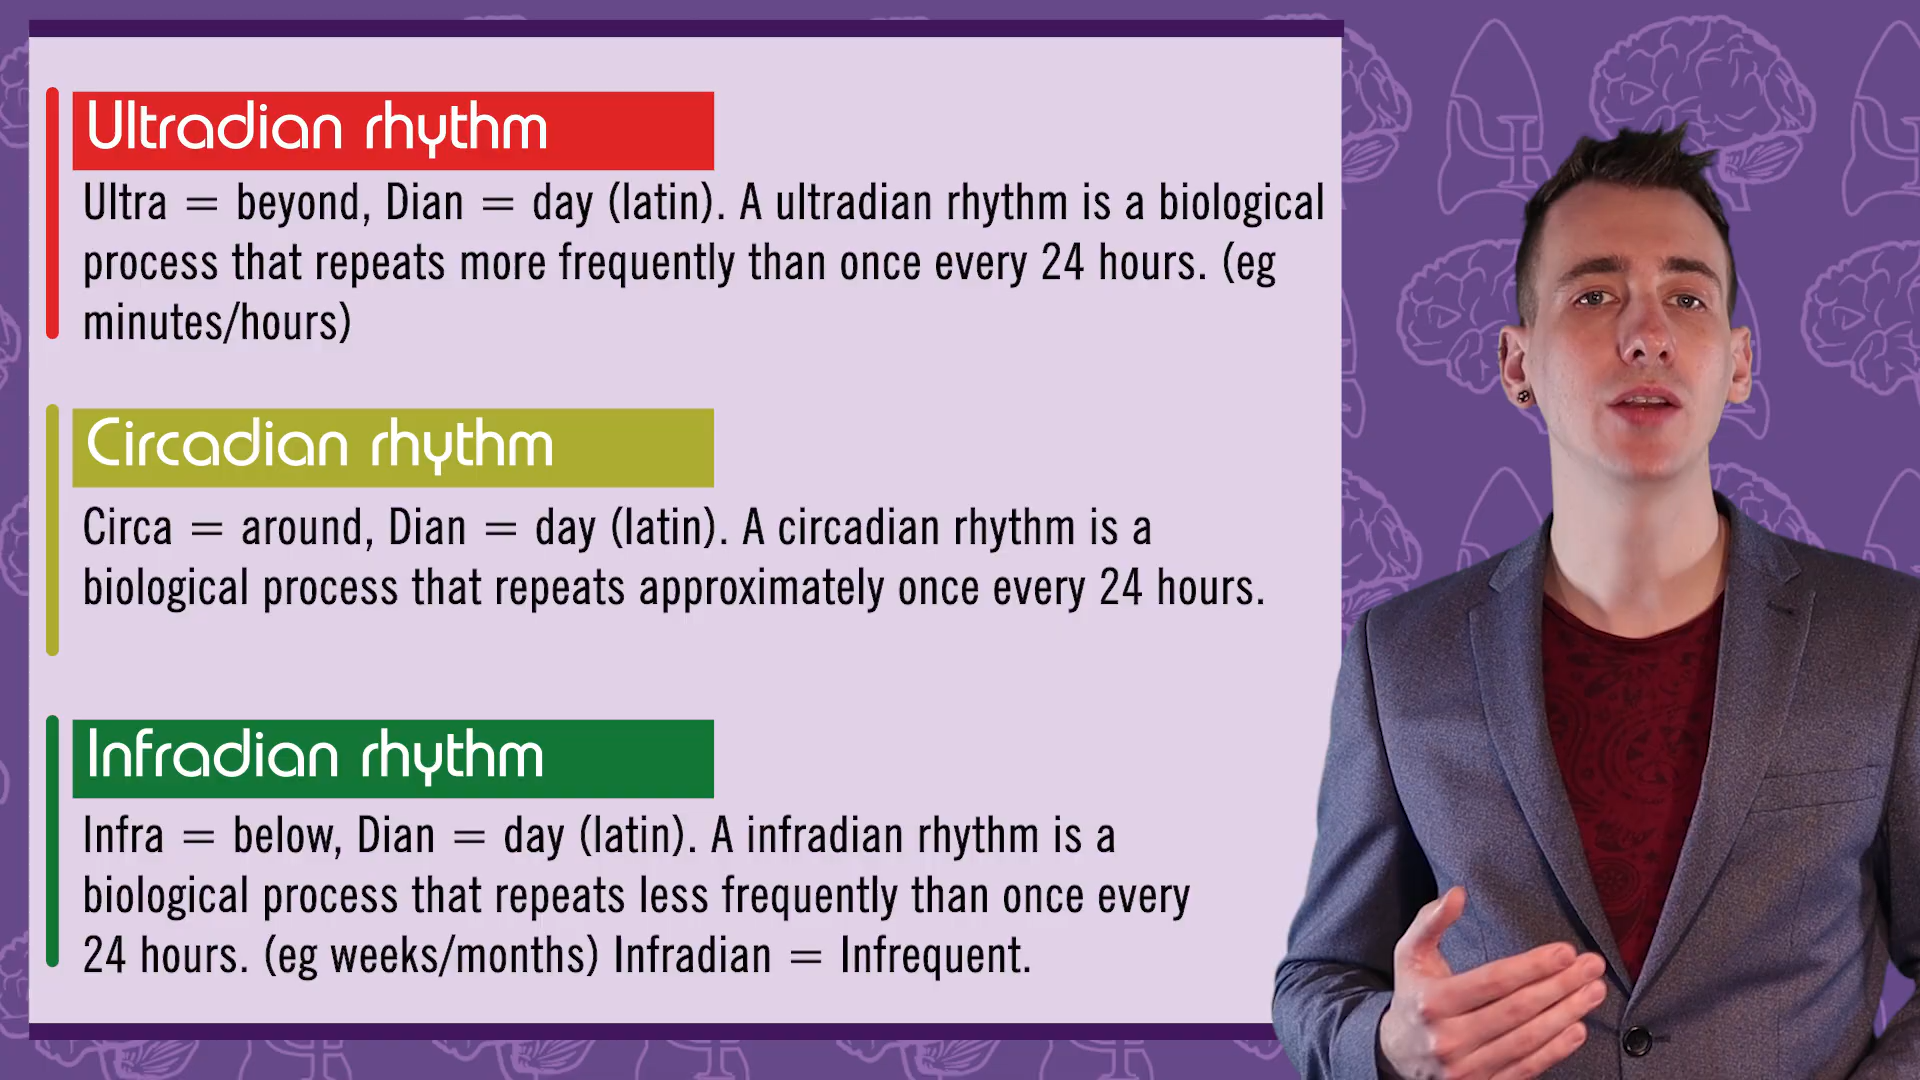 Ultradian rhythm
Ultra = beyond, Dian = day (latin). A ultradian rhythm is a biological
process that repeats more frequently than once every 24 hours. (eg
minutes/hours)
Circadian rhythm
Circa = around, Dian = day (latin). A circadian rhythm is a
biological process that repeats approximately once every 24 hours.
Infradian rhythm
Infra = below, Dian = day (latin). A infradian rhythm is a
biological process that repeats less frequently than once every
24 hours. (eg weeks/months) Infradian = Infrequent.